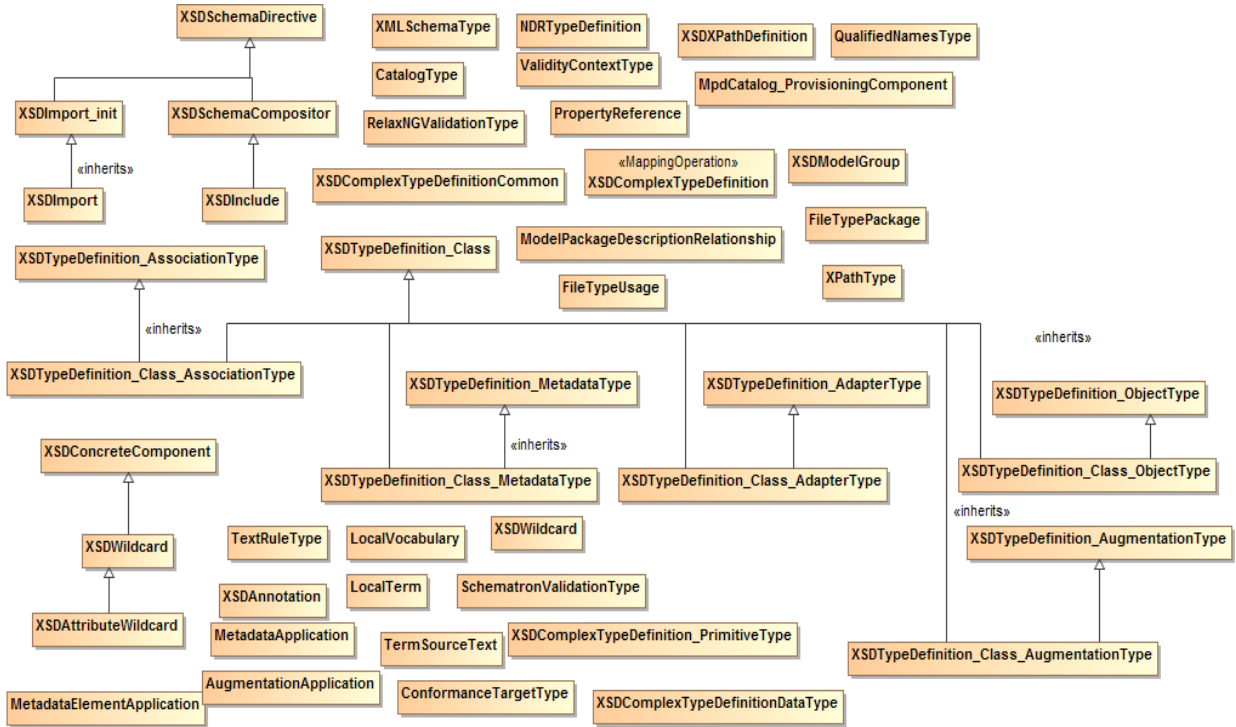 XSDSchemaDirective
XMLSchemaType
NDRTypeDefinition
XSDXPathDefinition
QualifiedNamesType
CatalogType
ValidityContextType
MpdCatalog_ProvisioningComponent
XSDImport_init
XSDSchemaCompositor
RelaxNGValidationType
PropertyReference
«inherits»
XSDComplexTypeDefinitionCommon
«MappingOperation»
XSDComplexTypeDefinition
XSDModelGroup
XSDImport
XSDInclude
FileTypePackage
XSDTypeDefinition_AssociationType
XSDTypeDefinition_Class
ModelPackageDescriptionRelationship
FileTypeUsage
XPathType
«inherits»
«inherits»
XSDTypeDefinition_Class_AssociationType
XSDTypeDefinition_MetadataType
XSDTypeDefinition_AdapterType
XSDTypeDefinition_ObjectType
«inherits»
XSDConcreteComponent
XSDTypeDefinition_Class_MetadataType
XSDTypeDefinition_Class_AdapterType
XSDTypeDefinition_Class_ObjectType
«inherits»
XSDWildcard
TextRuleType
LocalVocabulary
XSDWildcard
XSDTypeDefinition_AugmentationType
XSDAnnotation
LocalTerm
SchematronValidationType
XSDAttributeWildcard
MetadataApplication
TermSourceText
XSDComplexTypeDefinition_PrimitiveType
XSDTypeDefinition_Class_AugmentationType
MetadataElementApplication
AugmentationApplication
ConformanceTargetType
XSDComplexTypeDefinitionDataType